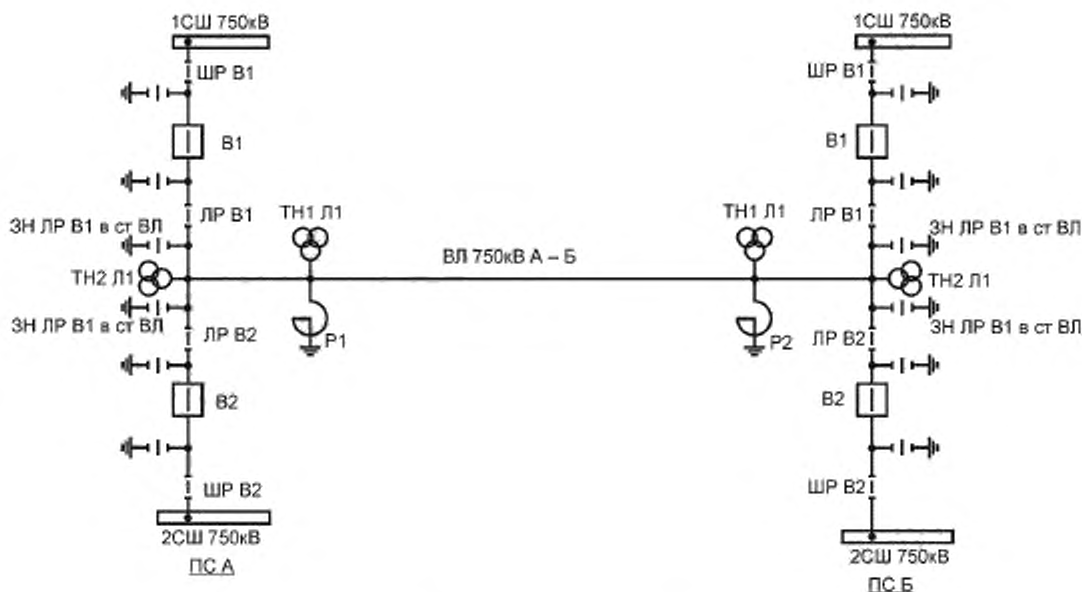 1СШ 750кВ
1СШ 750кВ
ШР В1
ШР В1
В1
В1
ЛР В1
ТН1 Л1
ТН1 Л1
ЛР В1
ЗН ЛР В1 в ст ВЛ
ЗН ЛР В1 в ст ВЛ
ВЛ 750кВ А – Б
ТН2 Л1
ТН2 Л1
ЗН ЛР В1 в ст ВЛ
ЛР В2
Р1
Р2
ЛР В2
ЗН ЛР В1 в ст ВЛ
В2
В2
ШР В2
ШР В2
2СШ 750кВ
2СШ 750кВ
ПС А
ПС Б